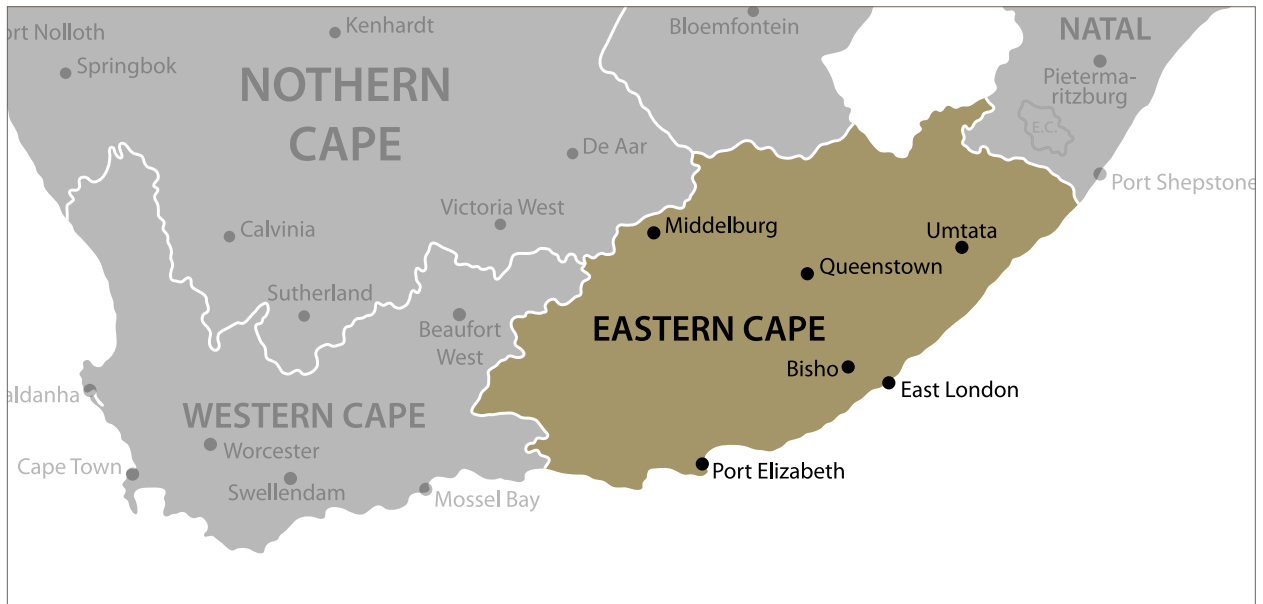 ort Nolloth
Kenhardt
Bloemfontein
NATAL
Springbok
NOTHERN
CAPE
Pieterma-
ritzburg
E.C.
De Aar
Port Shepstone
Victoria West
Middelburg
Umtata
Calvinia
Queenstown
Sutherland
Beaufort
West
EASTERN CAPE
Bisho
East London
aldanha
WESTERN CAPE
Worcester
Cape Town
Swellendam
Mossel Bay
Port Elizabeth